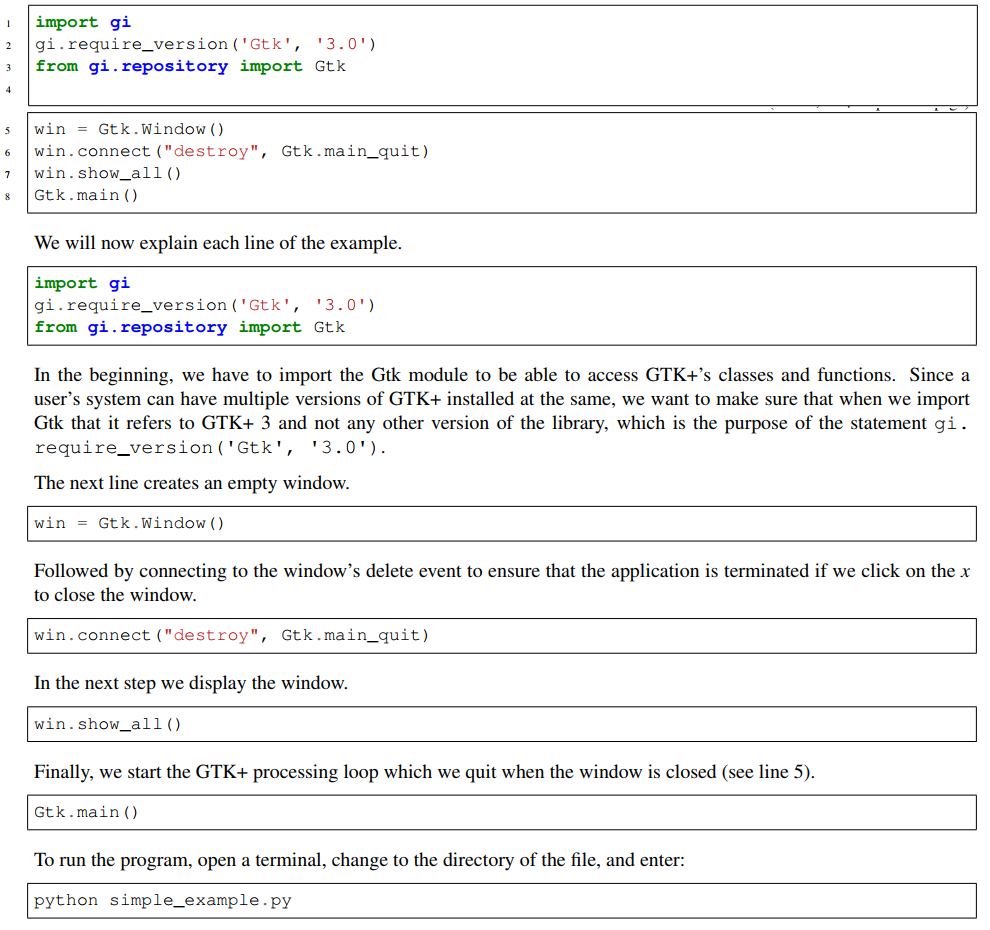 1 import gi
2 gi.require_version('Gtk', '3.0')
3 from gi.repository import Gtk
4
5 win = Gtk.Window()
6 win.connect("destroy", Gtk.main_quit)
7 win.show_all()
8 Gtk.main()
We will now explain each line of the example.
import gi
gi.require_version('Gtk', '3.0')
from gi.repository import Gtk
In the beginning, we have to import the Gtk module to be able to access GTK+'s classes and functions. Since a
user's system can have multiple versions of GTK+ installed at the same, we want to make sure that when we import
Gtk that it refers to GTK+ 3 and not any other version of the library, which is the purpose of the statement gi.
require_version('Gtk', '3.0').
The next line creates an empty window.
win = Gtk.Window()
Followed by connecting to the window's delete event to ensure that the application is terminated if we click on the x
to close the window.
win.connect("destroy", Gtk.main_quit)
In the next step we display the window.
win.show_all()
Finally, we start the GTK+ processing loop which we quit when the window is closed (see line 5).
Gtk.main()
To run the program, open a terminal, change to the directory of the file, and enter:
python simple_example.py